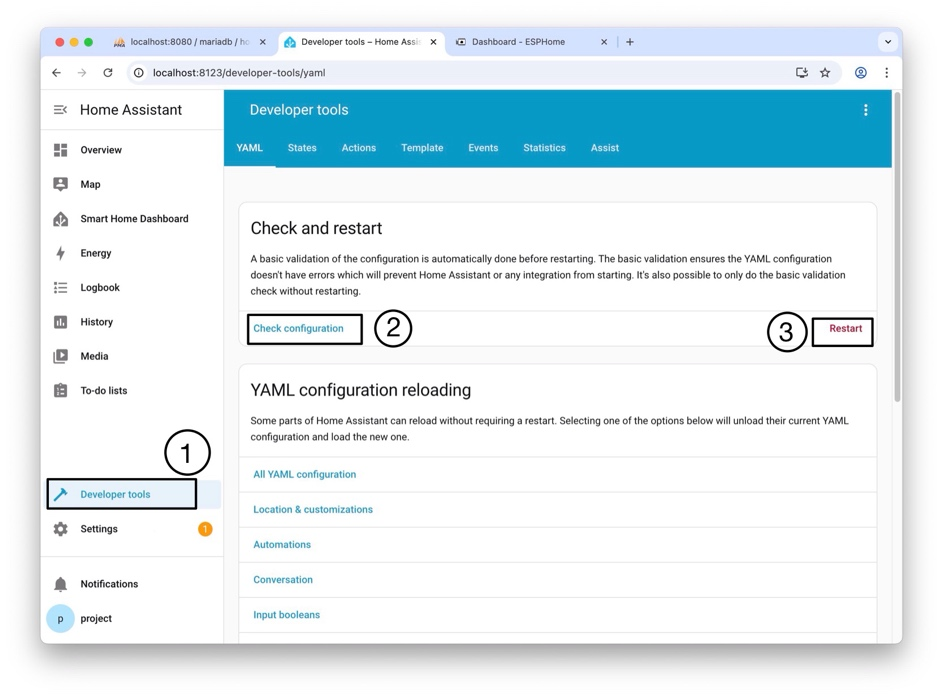 localhost:8080 / mariadb / ho
Developer tools – Home Assis
Dashboard - ESPHome
localhost:8123/developer-tools/yaml
Home Assistant
Developer tools
YAML States Actions Template Events Statistics Assist
Overview
Map
Smart Home Dashboard
Energy
Logbook
History
Media
To-do lists
1
Developer tools
Settings 1
Notifications
p project
Check and restart
A basic validation of the configuration is automatically done before restarting. The basic validation ensures the YAML configuration
doesn't have errors which will prevent Home Assistant or any integration from starting. It's also possible to only do the basic validation
check without restarting.
Check configuration 2 3 Restart
YAML configuration reloading
Some parts of Home Assistant can reload without requiring a restart. Selecting one of the options below will unload their current YAML
configuration and load the new one.
All YAML configuration
Location & customizations
Automations
Conversation
Input booleans